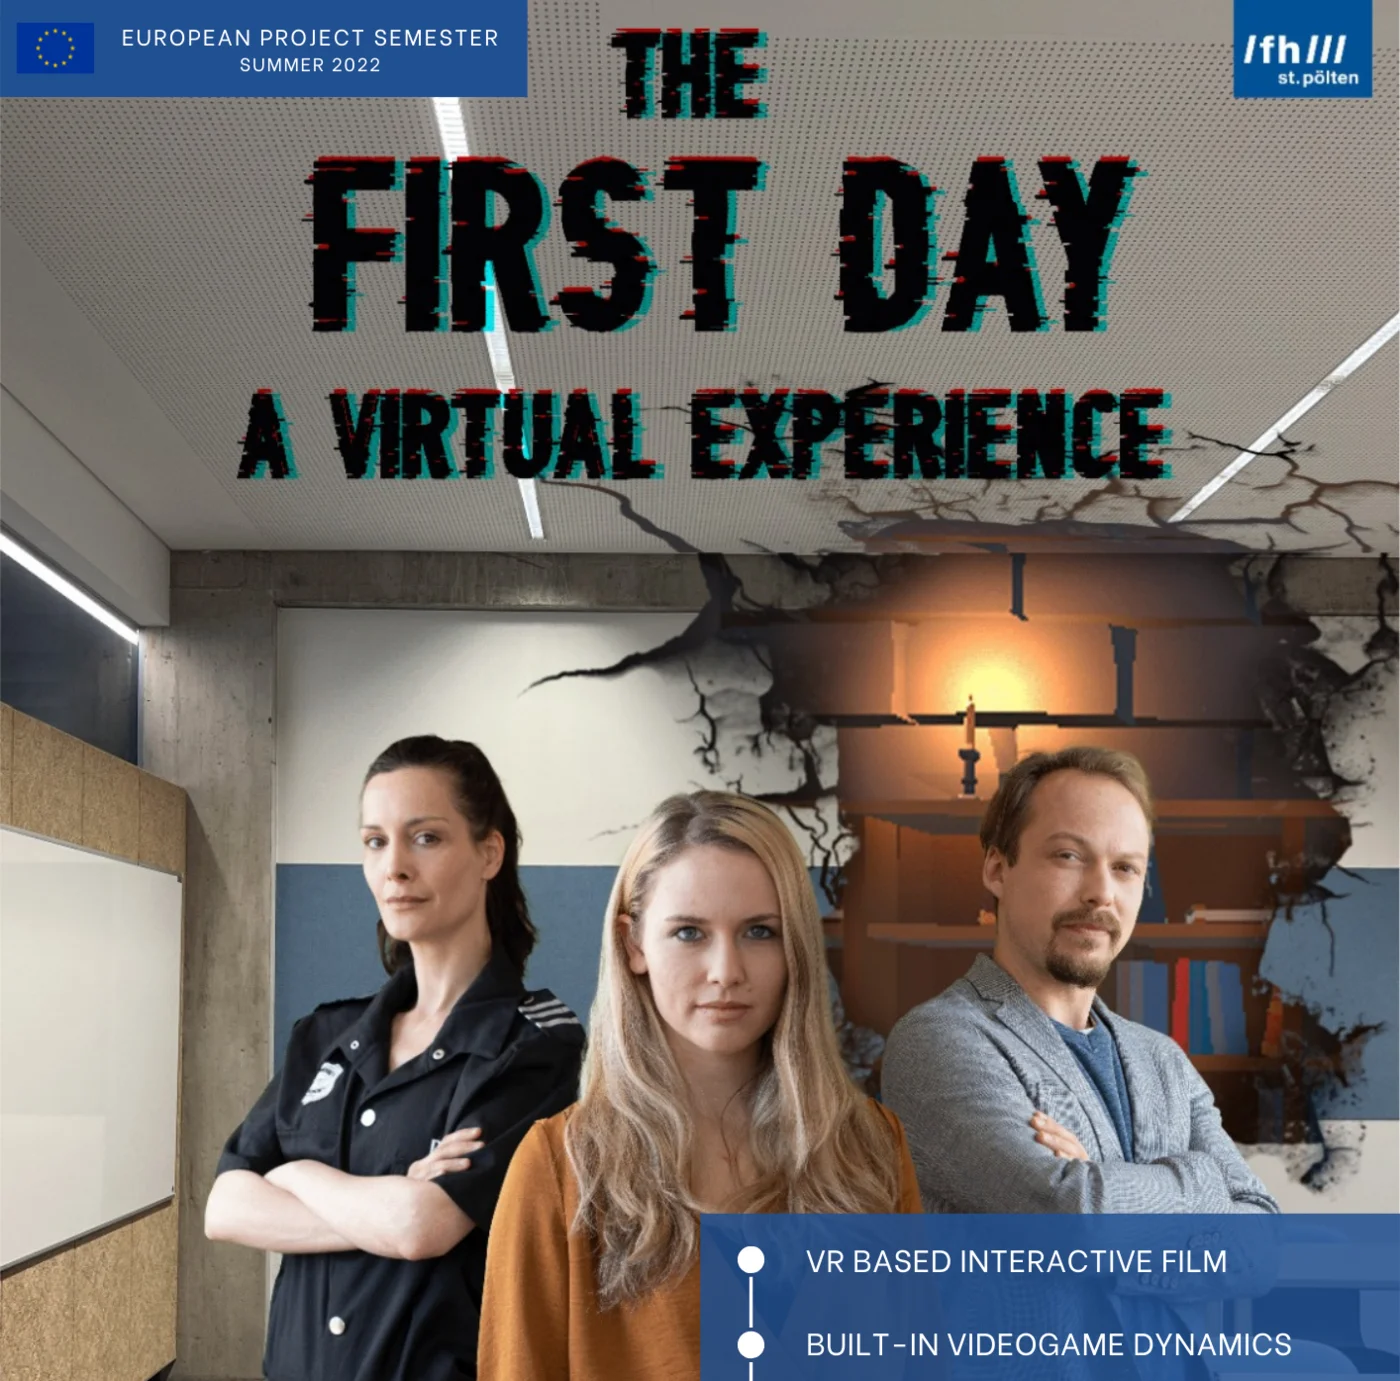 EUROPEAN PROJECT SEMESTER
SUMMER 2022
/fh///
st.pölten
THE
FIRST DAY
A VIRTUAL EXPERIENCE
VR BASED INTERACTIVE FILM
BUILT-IN VIDEOGAME DYNAMICS